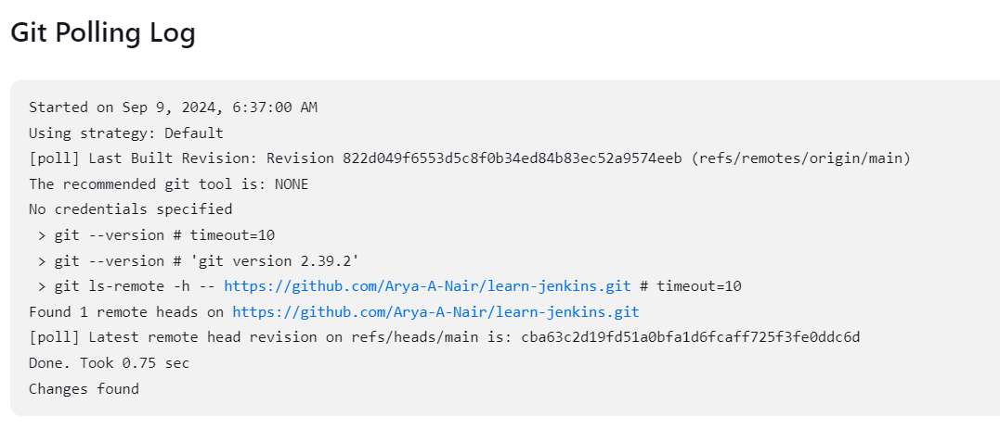 Git Polling Log
Started on Sep 9, 2024, 6:37:00 AM
Using strategy: Default
[poll] Last Built Revision: Revision 822d049f6553d5c8f0b34ed84b83ec52a9574eeb (refs/remotes/origin/main)
The recommended git tool is: NONE
No credentials specified
 > git --version # timeout=10
 > git --version # 'git version 2.39.2'
 > git ls-remote -h -- https://github.com/Arya-A-Nair/learn-jenkins.git # timeout=10
Found 1 remote heads on https://github.com/Arya-A-Nair/learn-jenkins.git
[poll] Latest remote head revision on refs/heads/main is: cba63c2d19fd51a0bfa1d6fcaff725f3fe0ddc6d
Done. Took 0.75 sec
Changes found